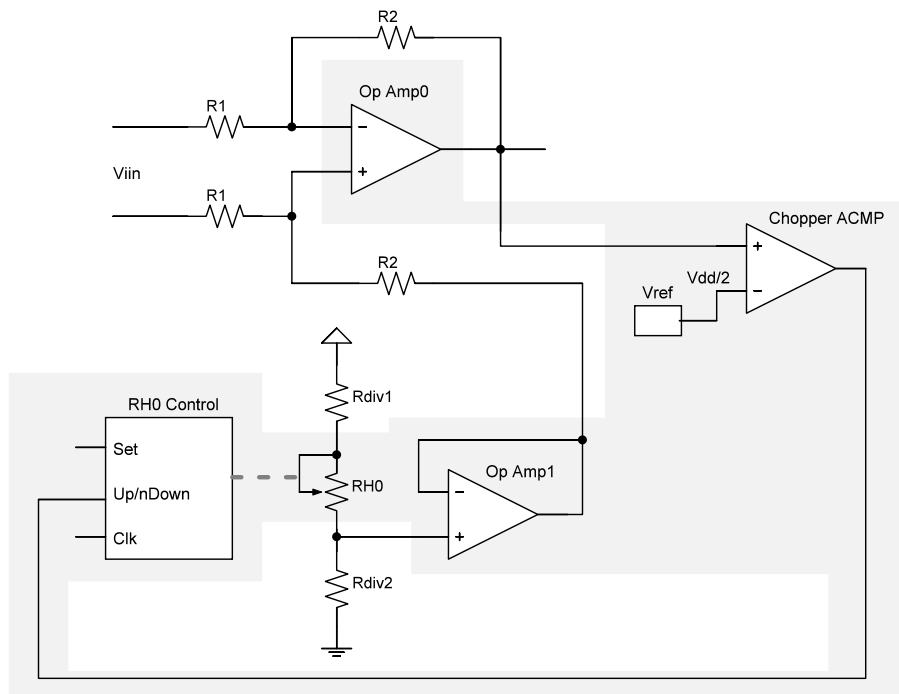 R2
Op Amp0
R1
−
+
Viin
R1
Chopper ACMP
+
−
Vdd/2
Vref
R2
Rdiv1
RH0 Control
Set
Up/nDown
Clk
RH0
Op Amp1
−
+
Rdiv2